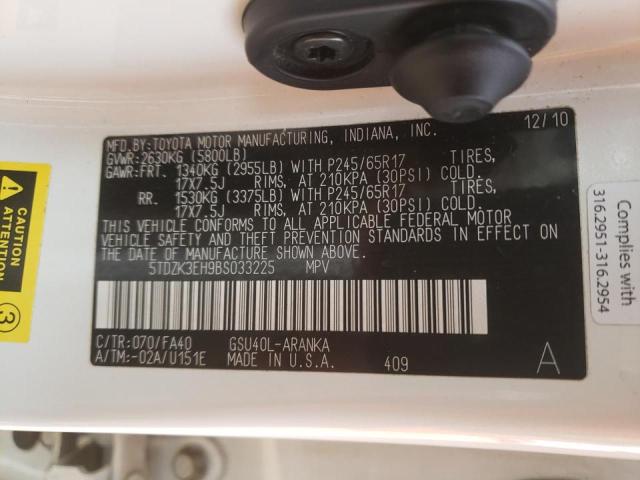 MFD.BY:TOYOTA MOTOR MANUFACTURING, INDIANA, INC. 12/10
GVWR:2630KG (5800LB)
GAWR:FRT. 1340KG (2955LB) WITH P245/65R17 TIRES,
17X7.5J RIMS, AT 210KPA (30PSI) COLD.
RR. 1530KG (3375LB) WITH P245/65R17 TIRES,
17X7.5J RIMS, AT 210KPA (30PSI) COLD.
THIS VEHICLE CONFORMS TO ALL APPLICABLE FEDERAL MOTOR
VEHICLE SAFETY AND THEFT PREVENTION STANDARDS IN EFFECT ON
THE DATE OF MANUFACTURE SHOWN ABOVE.
5TDZK3EH9BS033225 MPV
C/TR:070/FA40 GSU40L-ARANKA
A/TM:-02A/U151E MADE IN U.S.A. 409 A
CAUTION
ATTENTION
3
Complies with
316.2951-316.2954